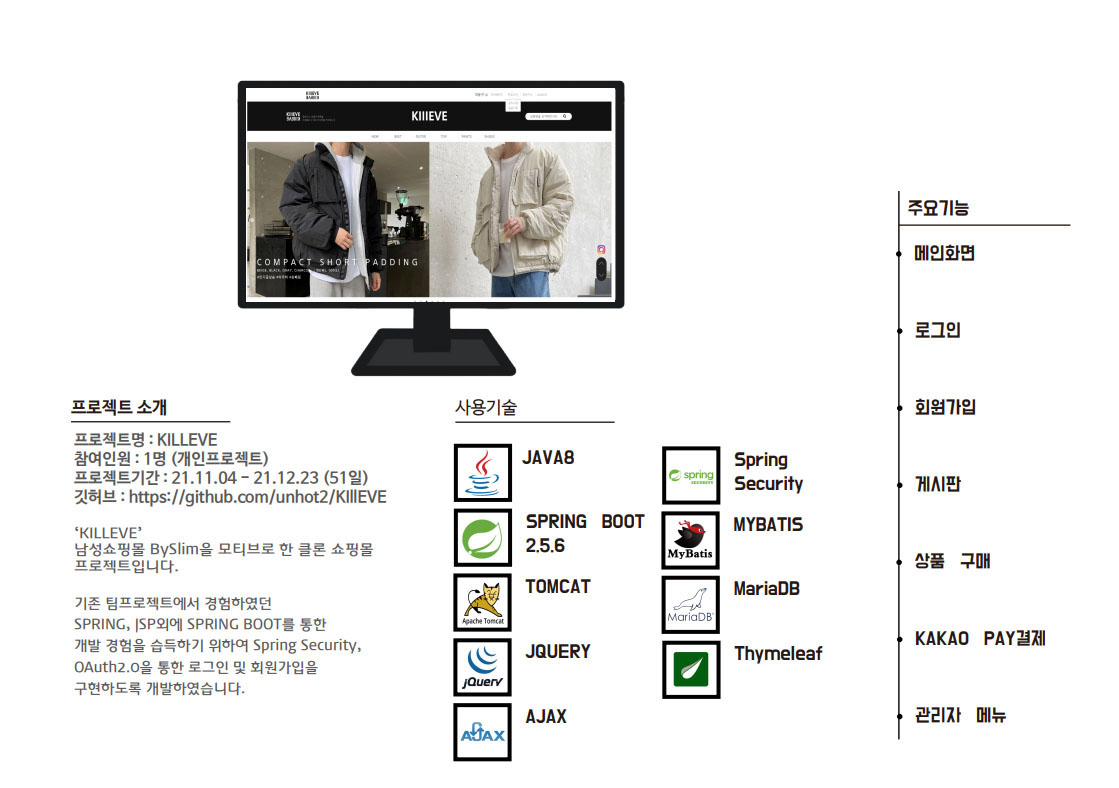 KIllEVE
KIllEVE
COMPACT SHORT PADDING
프로젝트 소개
프로젝트명 : KILLEVE
참여인원 : 1명 (개인프로젝트)
프로젝트기간 : 21.11.04 - 21.12.23 (51일)
깃허브 : https://github.com/unhot2/KIllEVE
‘KILLEVE’
남성쇼핑몰 BySlim을 모티브로 한 클론 쇼핑몰
프로젝트입니다.
기존 팀프로젝트에서 경험하였던
SPRING, JSP외에 SPRING BOOT를 통한
개발 경험을 습득하기 위하여 Spring Security,
OAuth2.0을 통한 로그인 및 회원가입을
구현하도록 개발하였습니다.
사용기술
Java
JAVA8
SPRING BOOT
2.5.6
Apache Tomcat
TOMCAT
jQuery
JQUERY
AJAX
AJAX
spring
SECURITY
Spring
Security
MyBatis
MYBATIS
MariaDB
MariaDB
Thymeleaf
주요기능
메인화면
로그인
회원가입
게시판
상품 구매
KAKAO PAY결제
관리자 메뉴